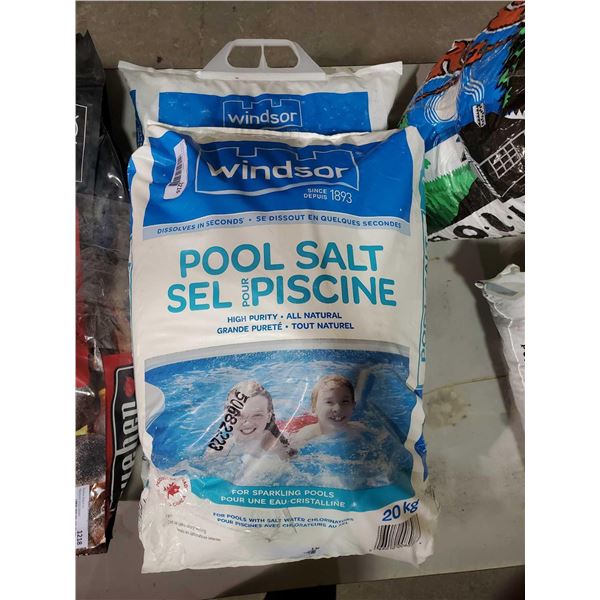 windsor
windsor
SINCE
DEPUIS 1893
DISSOLVES IN SECONDS • SE DISSOUT EN QUELQUES SECONDES
POOL SALT
SEL POUR PISCINE
HIGH PURITY • ALL NATURAL
GRANDE PURETÉ • TOUT NATUREL
50682223
FOR SPARKLING POOLS
POUR UNE EAU CRISTALLINE
FOR POOLS WITH SALT WATER CHLORINATORS
POUR PISCINES AVEC CHLORATEURS AU SEL
20 kg
1218